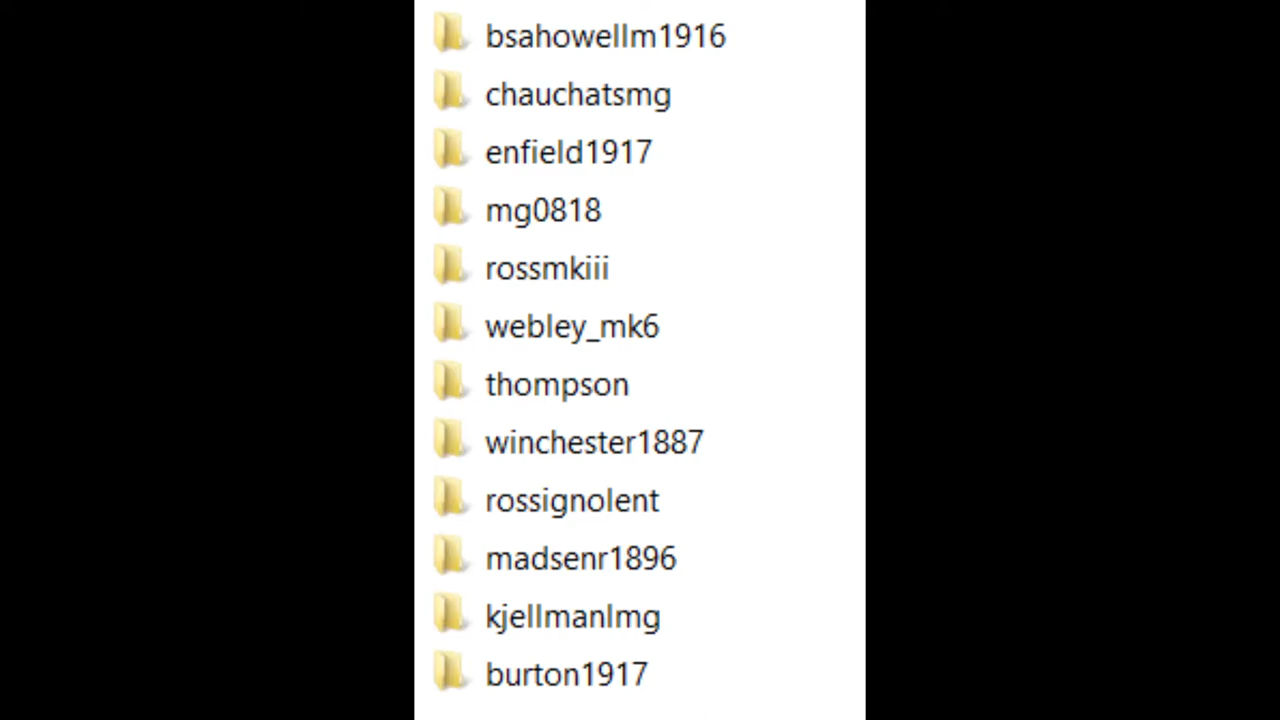 bsahowellm1916
chauchatsmg
enfield1917
mg0818
rossmkiii
webley_mk6
thompson
winchester1887
rossignolent
madsenr1896
kjellmanlmg
burton1917